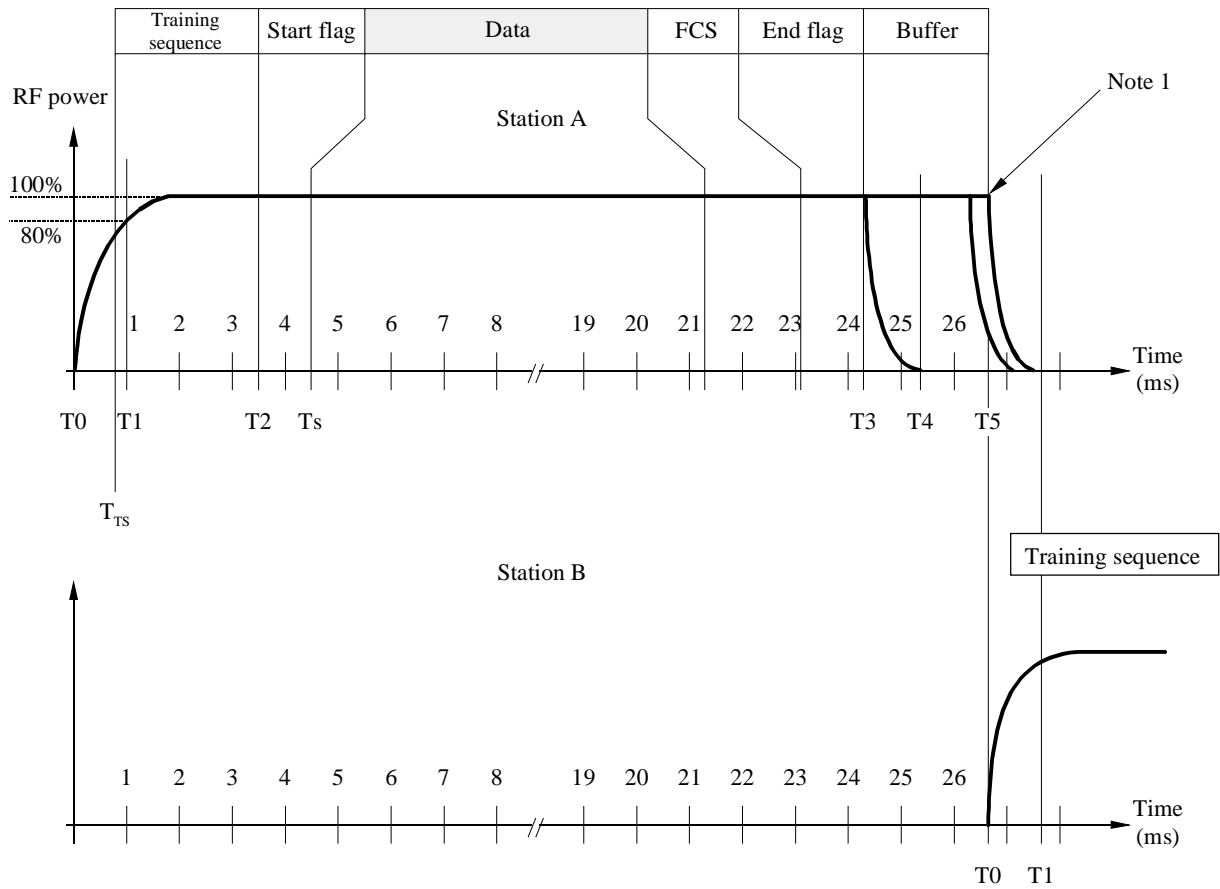 Training sequence
Start flag
Data
FCS
End flag
Buffer
RF power
Station A
Note 1
100%
80%
1 2 3 4 5 6 7 8 19 20 21 22 23 24 25 26
Time (ms)
T0 T1 T2 Ts T3 T4 T5
T_TS
Station B
Training sequence
1 2 3 4 5 6 7 8 19 20 21 22 23 24 25 26
Time (ms)
T0 T1